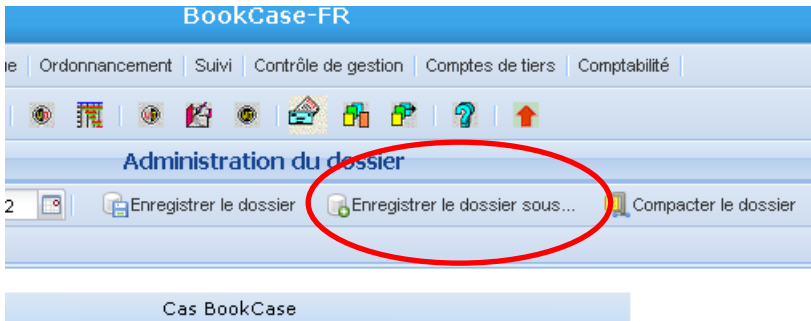 BookCase-FR
ue Ordonnancement Suivi Contrôle de gestion Comptes de tiers Comptabilité
Administration du dossier
2 Enregistrer le dossier Enregistrer le dossier sous... Compacter le dossier
Cas BookCase